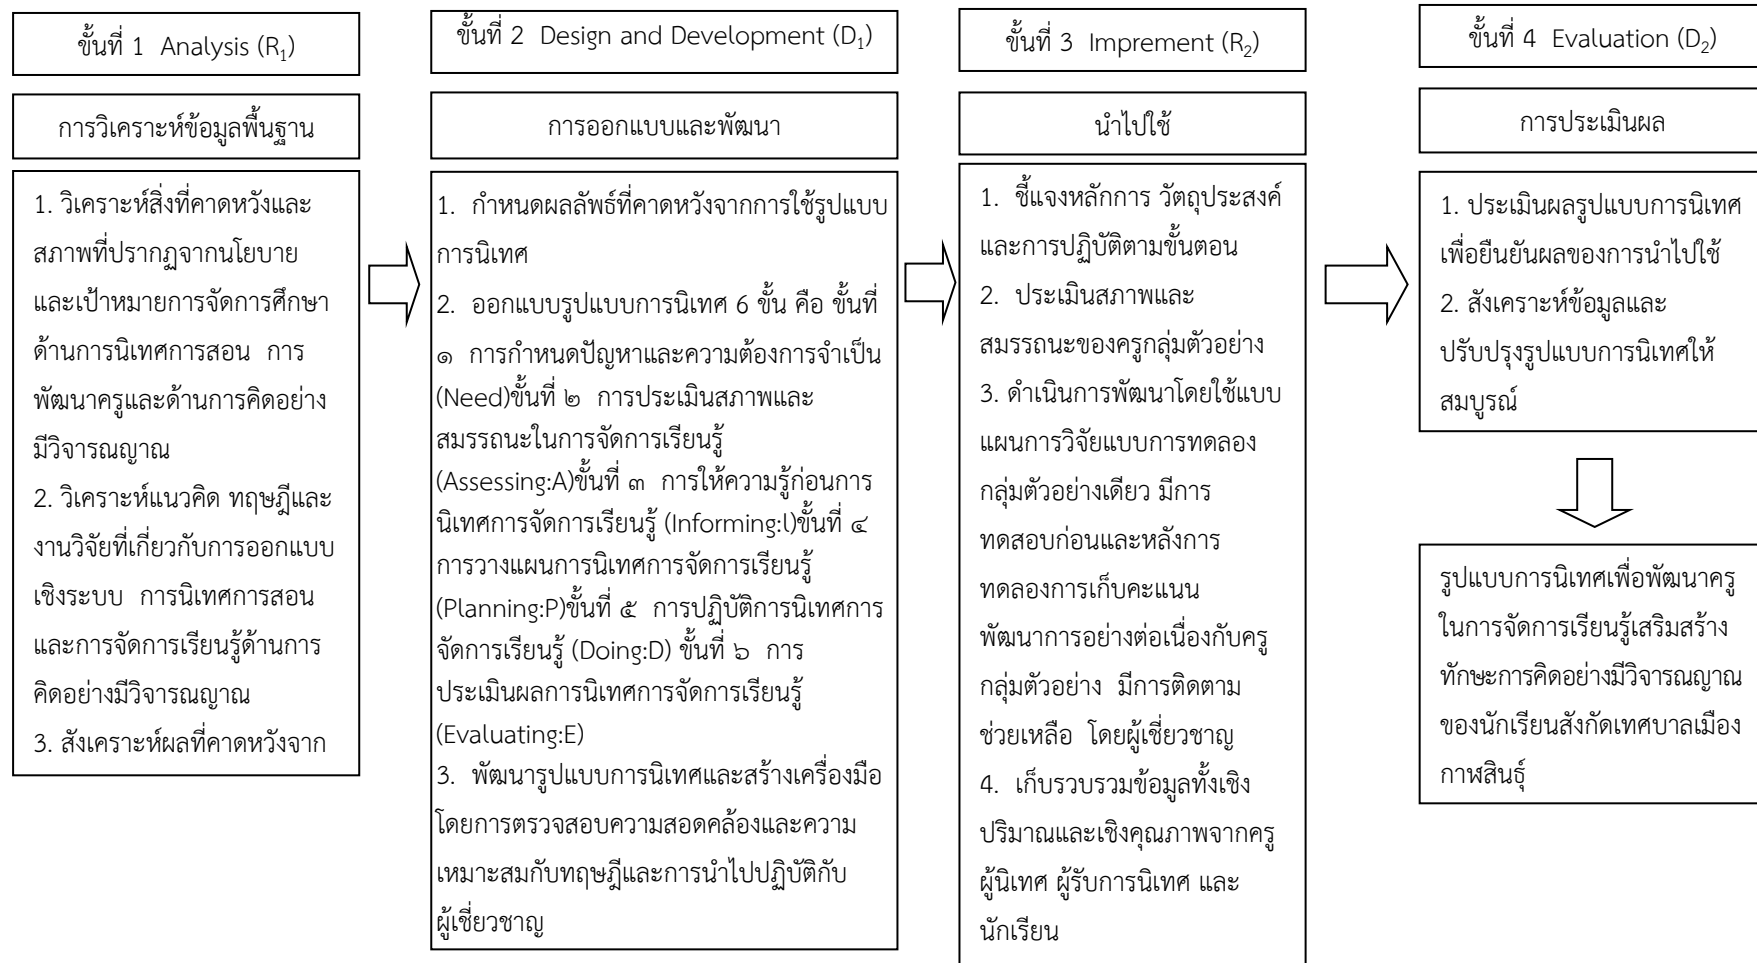 ขั้นที่ 1 Analysis (R1)
การวิเคราะห์ข้อมูลพื้นฐาน
1. วิเคราะห์สิ่งที่คาดหวังและ
สภาพที่ปรากฏจากนโยบาย
และเป้าหมายการจัดการศึกษา
ด้านการนิเทศการสอน การ
พัฒนาครูและด้านการคิดอย่าง
มีวิจารณญาณ
2. วิเคราะห์แนวคิด ทฤษฎีและ
งานวิจัยที่เกี่ยวกับการออกแบบ
เชิงระบบ การนิเทศการสอน
และการจัดการเรียนรู้ด้านการ
คิดอย่างมีวิจารณญาณ
3. สังเคราะห์ผลที่คาดหวังจาก
ขั้นที่ 2 Design and Development (D1)
การออกแบบและพัฒนา
1. กำหนดผลลัพธ์ที่คาดหวังจากการใช้รูปแบบ
การนิเทศ
2. ออกแบบรูปแบบการนิเทศ 6 ขั้น คือ ขั้นที่
๑ การกำหนดปัญหาและความต้องการจำเป็น
(Need)ขั้นที่ ๒ การประเมินสภาพและ
สมรรถนะในการจัดการเรียนรู้
(Assessing:A)ขั้นที่ ๓ การให้ความรู้ก่อนการ
นิเทศการจัดการเรียนรู้ (Informing:l)ขั้นที่ ๔
การวางแผนการนิเทศการจัดการเรียนรู้
(Planning:P)ขั้นที่ ๕ การปฏิบัติการนิเทศการ
จัดการเรียนรู้ (Doing:D) ขั้นที่ ๖ การ
ประเมินผลการนิเทศการจัดการเรียนรู้
(Evaluating:E)
3. พัฒนารูปแบบการนิเทศและสร้างเครื่องมือ
โดยการตรวจสอบความสอดคล้องและความ
เหมาะสมกับทฤษฎีและการนำไปปฏิบัติกับ
ผู้เชี่ยวชาญ
ขั้นที่ 3 Imprement (R2)
นำไปใช้
1. ชี้แจงหลักการ วัตถุประสงค์
และการปฏิบัติตามขั้นตอน
2. ประเมินสภาพและ
สมรรถนะของครูกลุ่มตัวอย่าง
3. ดำเนินการพัฒนาโดยใช้แบบ
แผนการวิจัยแบบการทดลอง
กลุ่มตัวอย่างเดียว มีการ
ทดสอบก่อนและหลังการ
ทดลองการเก็บคะแนน
พัฒนาการอย่างต่อเนื่องกับครู
กลุ่มตัวอย่าง มีการติดตาม
ช่วยเหลือ โดยผู้เชี่ยวชาญ
4. เก็บรวบรวมข้อมูลทั้งเชิง
ปริมาณและเชิงคุณภาพจากครู
ผู้นิเทศ ผู้รับการนิเทศ และ
นักเรียน
ขั้นที่ 4 Evaluation (D2)
การประเมินผล
1. ประเมินผลรูปแบบการนิเทศ
เพื่อยืนยันผลของการนำไปใช้
2. สังเคราะห์ข้อมูลและ
ปรับปรุงรูปแบบการนิเทศให้
สมบูรณ์
รูปแบบการนิเทศเพื่อพัฒนาครู
ในการจัดการเรียนรู้เสริมสร้าง
ทักษะการคิดอย่างมีวิจารณญาณ
ของนักเรียนสังกัดเทศบาลเมือง
กาฬสินธุ์